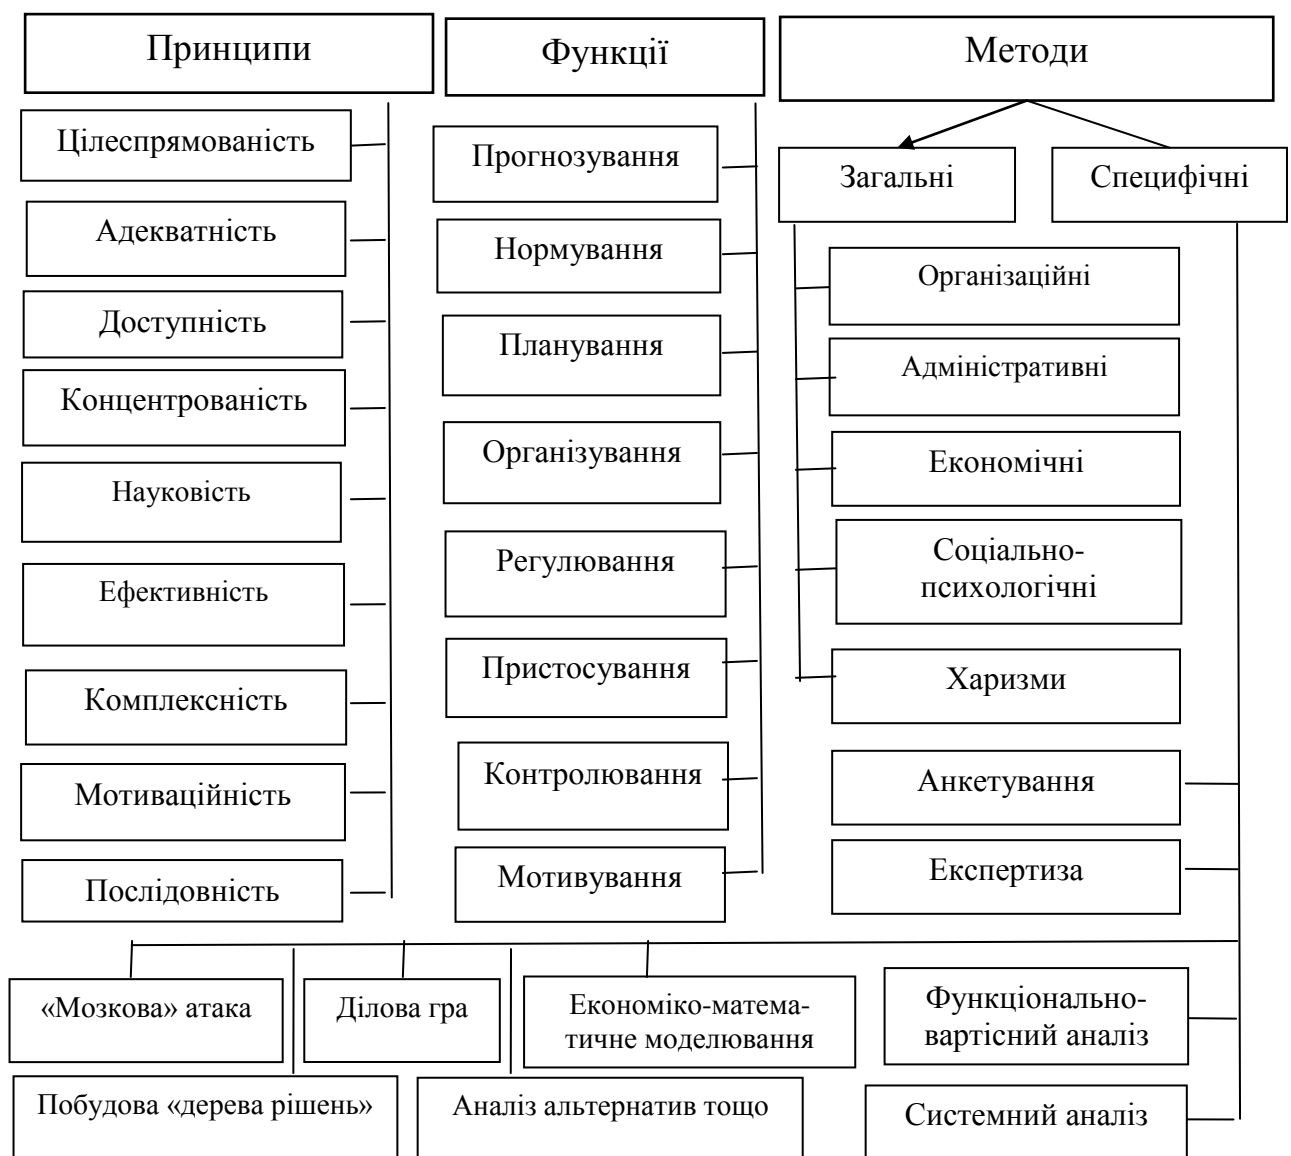 Принципи
Функції
Методи
Цілеспрямованість
Адекватність
Доступність
Концентрованість
Науковість
Ефективність
Комплексність
Мотиваційність
Послідовність
Прогнозування
Нормування
Планування
Організування
Регулювання
Пристосування
Контролювання
Мотивування
Загальні
Специфічні
Організаційні
Адміністративні
Економічні
Соціально-
психологічні
Харизми
Анкетування
Експертиза
«Мозкова» атака
Ділова гра
Економіко-матема-
тичне моделювання
Функціонально-
вартісний аналіз
Побудова «дерева рішень»
Аналіз альтернатив тощо
Системний аналіз